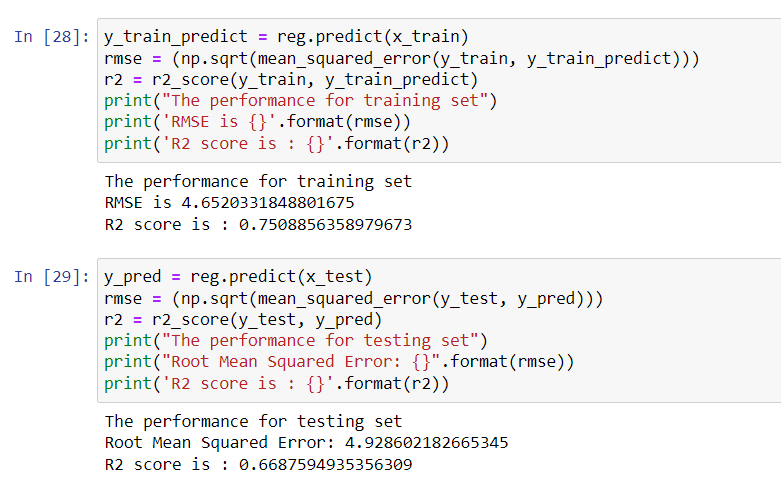 In [28]: y_train_predict = reg.predict(x_train)
rmse = (np.sqrt(mean_squared_error(y_train, y_train_predict)))
r2 = r2_score(y_train, y_train_predict)
print("The performance for training set")
print('RMSE is {}'.format(rmse))
print('R2 score is : {}'.format(r2))
The performance for training set
RMSE is 4.6520331848801675
R2 score is : 0.7508856358979673
In [29]: y_pred = reg.predict(x_test)
rmse = (np.sqrt(mean_squared_error(y_test, y_pred)))
r2 = r2_score(y_test, y_pred)
print("The performance for testing set")
print("Root Mean Squared Error: {}".format(rmse))
print('R2 score is : {}'.format(r2))
The performance for testing set
Root Mean Squared Error: 4.928602182665345
R2 score is : 0.6687594935356309